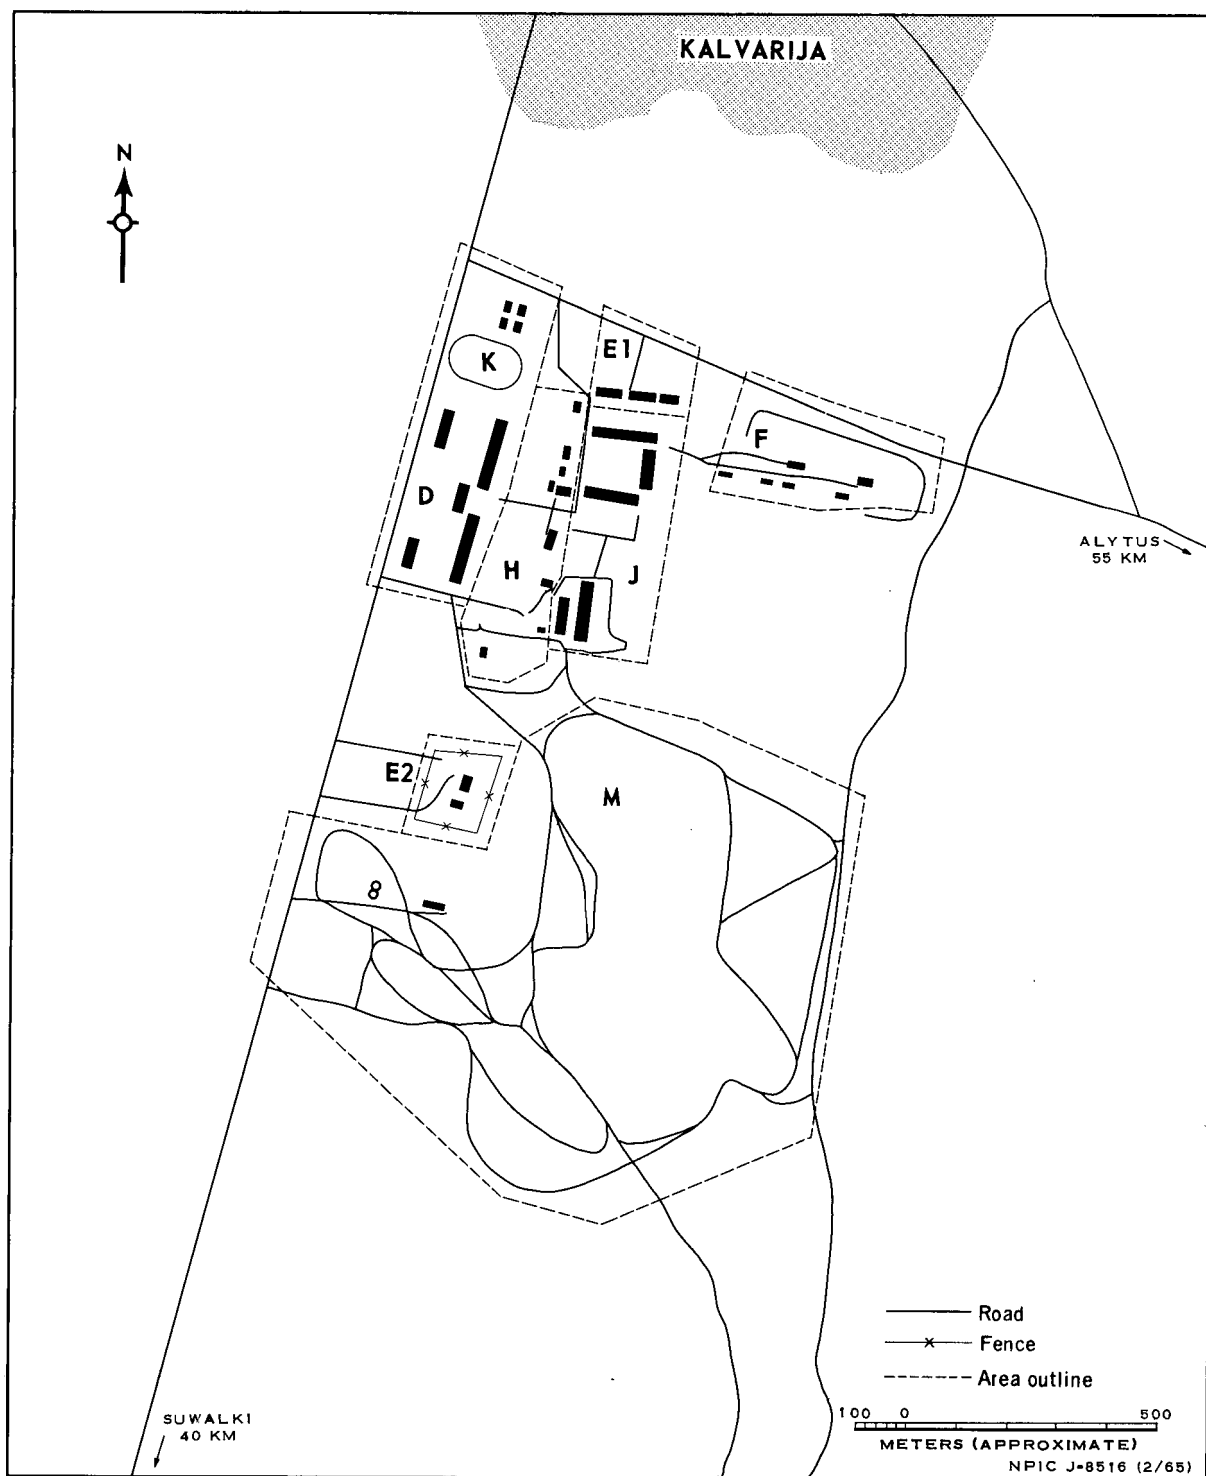 KALVARIJA
N
K
E1
F
D
H
J
ALYTUS
55 KM
E2
M
8
Road
Fence
Area outline
SUWALKI
40 KM
100 0 500
METERS (APPROXIMATE)
NPIC J-8516 (2/65)